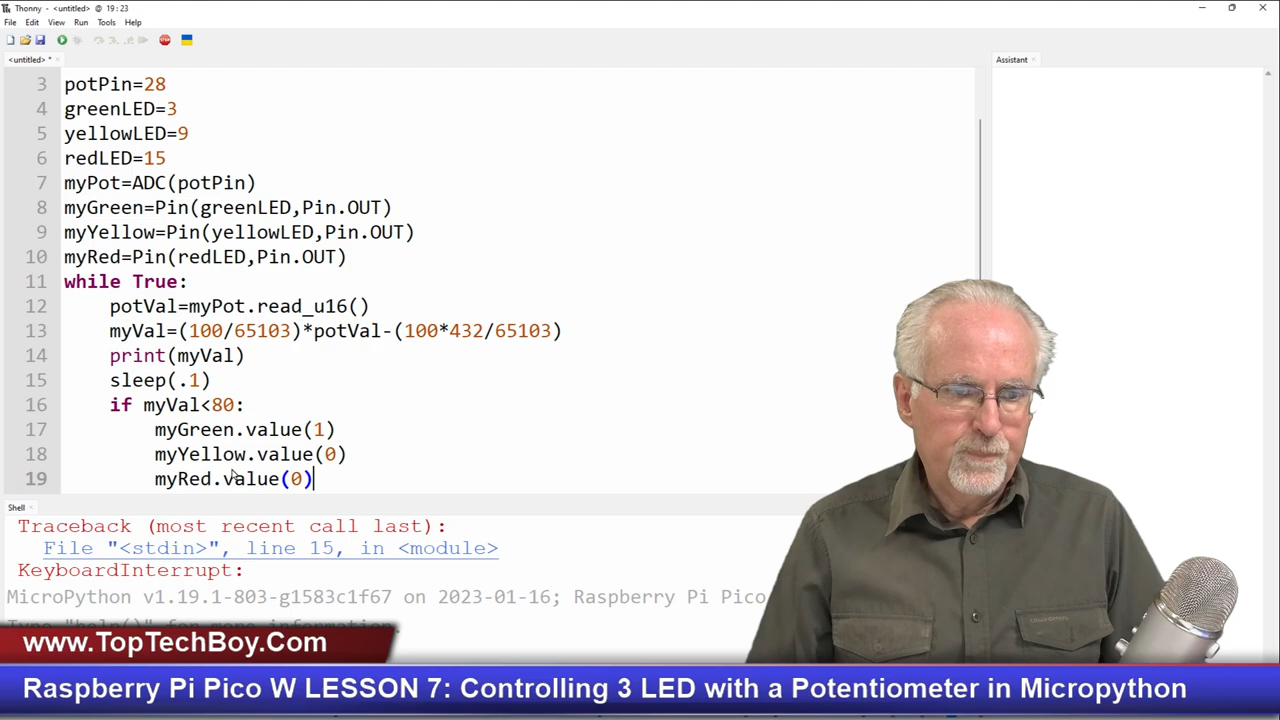 Thonny - <untitled> @ 19 : 23
File Edit View Run Tools Help
<untitled> *
Assistant
3 potPin=28
4 greenLED=3
5 yellowLED=9
6 redLED=15
7 myPot=ADC(potPin)
8 myGreen=Pin(greenLED,Pin.OUT)
9 myYellow=Pin(yellowLED,Pin.OUT)
10 myRed=Pin(redLED,Pin.OUT)
11 while True:
12 potVal=myPot.read_u16()
13 myVal=(100/65103)*potVal-(100*432/65103)
14 print(myVal)
15 sleep(.1)
16 if myVal<80:
17 myGreen.value(1)
18 myYellow.value(0)
19 myRed.value(0)
Shell
Traceback (most recent call last):
File "<stdin>", line 15, in <module>
KeyboardInterrupt:
MicroPython v1.19.1-803-g1583c1f67 on 2023-01-16; Raspberry Pi Pico
www.TopTechBoy.Com
Raspberry Pi Pico W LESSON 7: Controlling 3 LED with a Potentiometer in Micropython